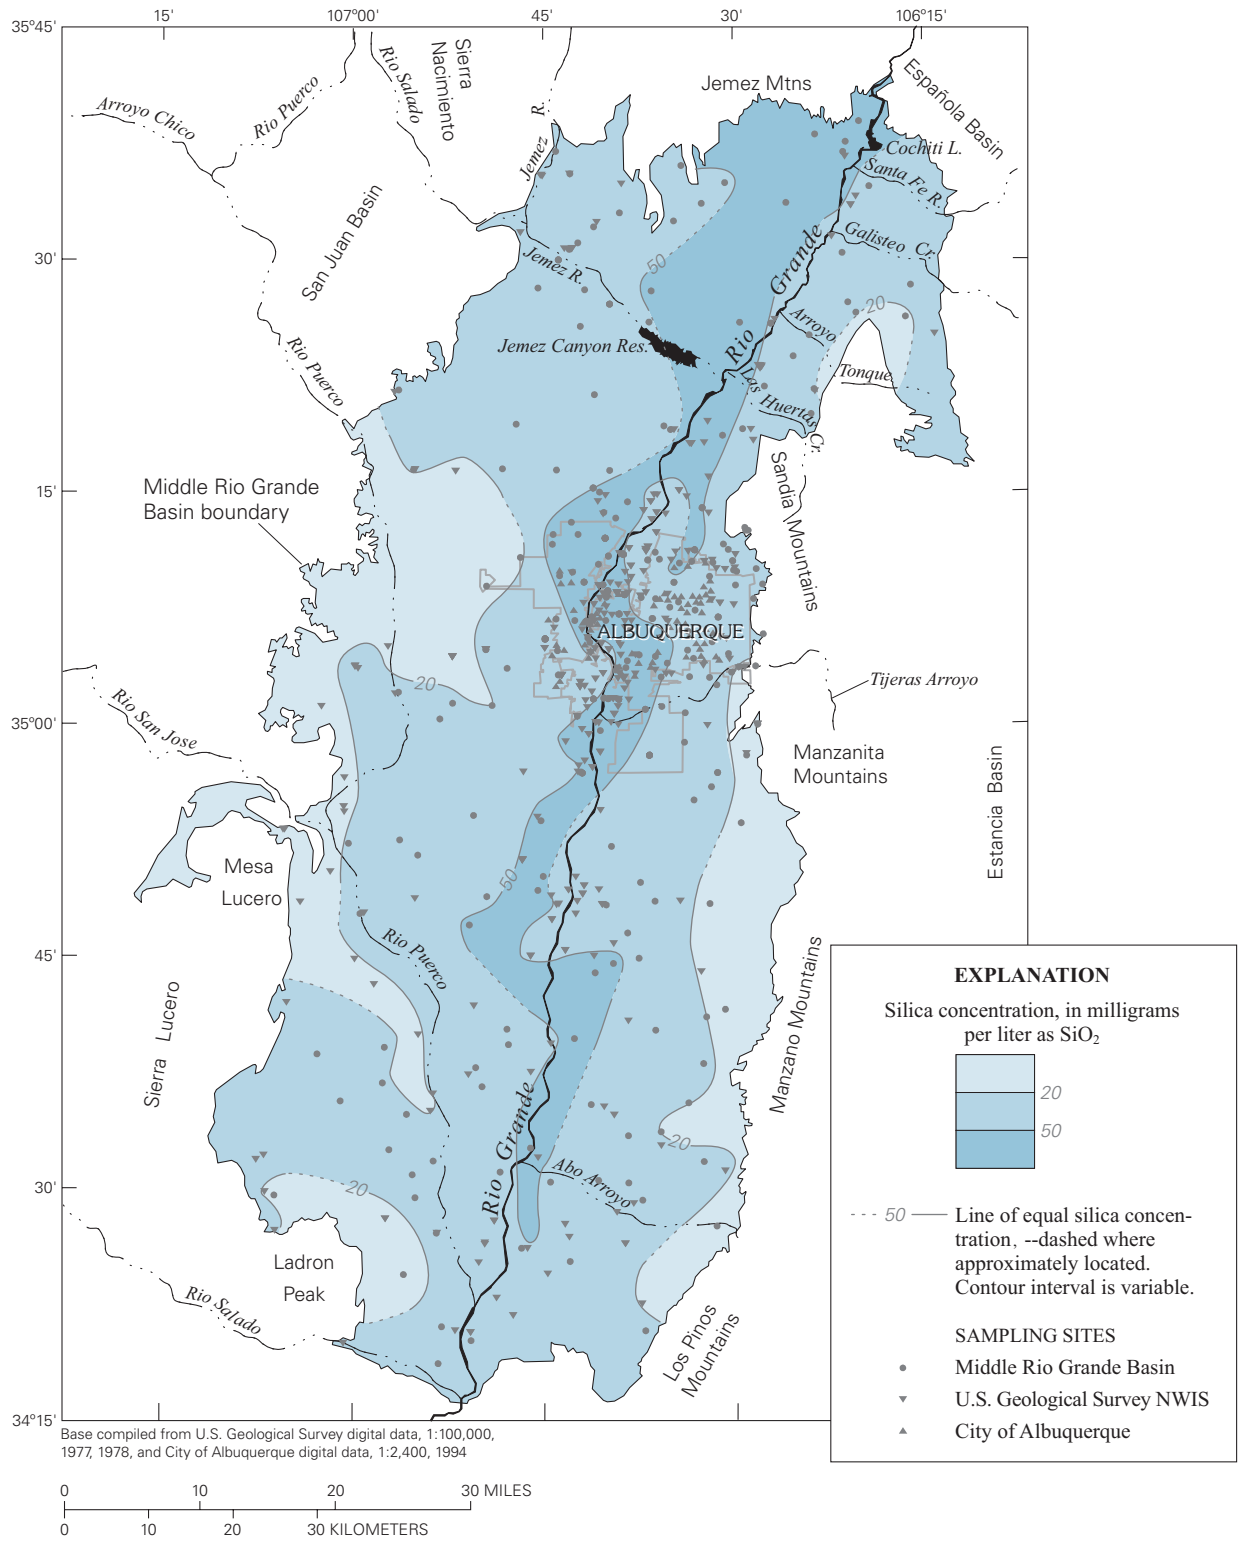 15'
107°00'
45'
30'
106°15'
35°45'
30'
15'
35°00'
45'
30'
34°15'
Arroyo Chico
Rio Puerco
Rio Salado
Sierra
Nacimiento
Jemez R.
Jemez Mtns
Española Basin
Cochiti L.
Santa Fe R.
Galisteo Cr.
San Juan Basin
Jemez R.
50
Rio Grande
20
Arroyo
Tonque
Jemez Canyon Res.
Las Huertas Cr.
Rio Puerco
Middle Rio Grande
Basin boundary
Sandia Mountains
ALBUQUERQUE
Tijeras Arroyo
20
Rio San Jose
Manzanita
Mountains
Estancia Basin
Mesa
Lucero
50
Rio Puerco
Sierra Lucero
Manzano Mountains
Rio Grande
20
Abo Arroyo
20
Ladron
Peak
Rio Salado
Los Pinos
Mountains
EXPLANATION
Silica concentration, in milligrams
per liter as SiO₂
20
50
50
Line of equal silica concen-
tration, --dashed where
approximately located.
Contour interval is variable.
SAMPLING SITES
Middle Rio Grande Basin
U.S. Geological Survey NWIS
City of Albuquerque
Base compiled from U.S. Geological Survey digital data, 1:100,000,
1977, 1978, and City of Albuquerque digital data, 1:2,400, 1994
0 10 20 30 MILES
0 10 20 30 KILOMETERS